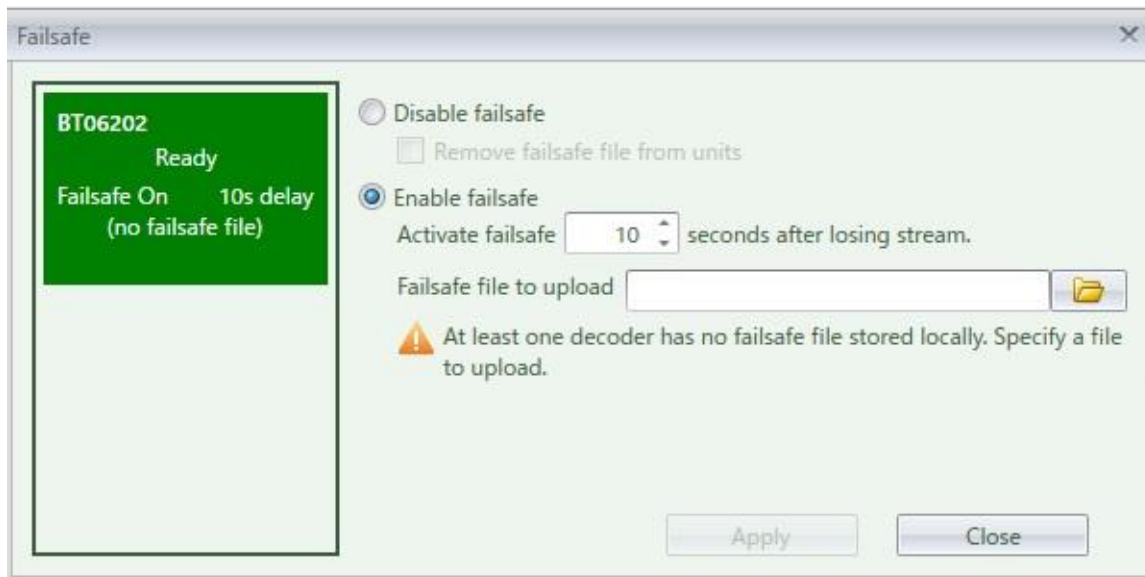 Failsafe
BT06202
Ready
Failsafe On 10s delay
(no failsafe file)
Disable failsafe
Remove failsafe file from units
Enable failsafe
Activate failsafe 10 seconds after losing stream.
Failsafe file to upload
At least one decoder has no failsafe file stored locally. Specify a file
to upload.
Apply Close